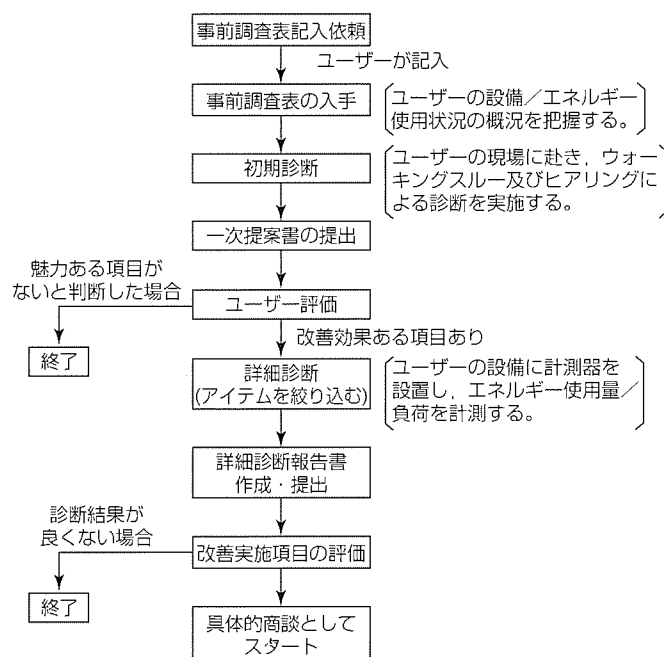 事前調査表記入依頼
ユーザーが記入
事前調査表の入手
ユーザーの設備／エネルギー
使用状況の概況を把握する。
初期診断
ユーザーの現場に赴き，ウォー
キングスルー及びヒアリングに
よる診断を実施する。
一次提案書の提出
魅力ある項目が
ないと判断した場合
ユーザー評価
終了
改善効果ある項目あり
詳細診断
(アイテムを絞り込む)
ユーザーの設備に計測器を
設置し，エネルギー使用量／
負荷を計測する。
詳細診断報告書
作成・提出
診断結果が
良くない場合
改善実施項目の評価
終了
具体的商談として
スタート